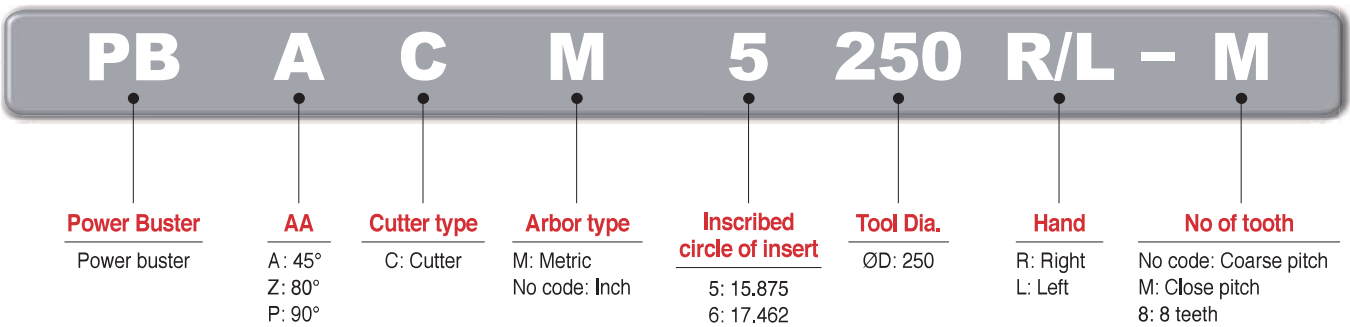 PB A C M 5 250 R/L - M
Power Buster
Power buster
AA
A: 45°
Z: 80°
P: 90°
Cutter type
C: Cutter
Arbor type
M: Metric
No code: Inch
Inscribed
circle of insert
5: 15.875
6: 17.462
Tool Dia.
ØD: 250
Hand
R: Right
L: Left
No of tooth
No code: Coarse pitch
M: Close pitch
8: 8 teeth